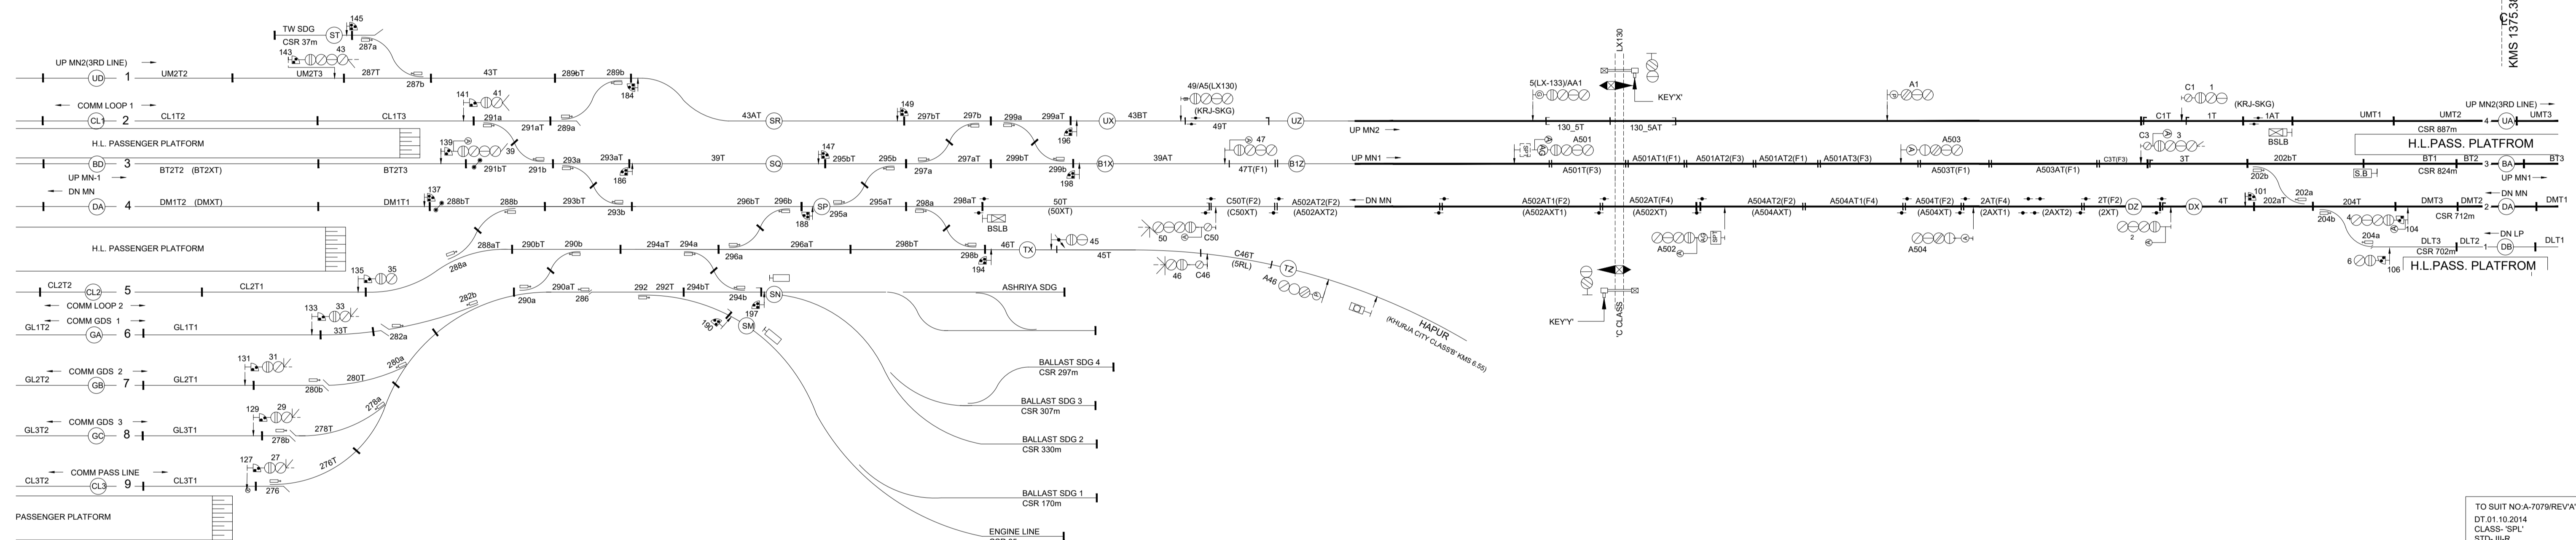 KMS 1375.38
145
TW SDG
ST
CSR 37m
287a
143
43
UP MN2(3RD LINE)
UD
1
UM2T2
UM2T3
287T
287b
43T
289bT
289b
184
LX130
KEY'X'
COMM LOOP 1
CL1
2
CL1T2
CL1T3
141
41
291a
291aT
289a
43AT
SR
149
297bT
297b
299a
299aT
196
UX
43BT
49/A5(LX130)
(KRJ-SKG)
49T
UZ
UP MN2
5(LX-133)/AA1
130_5T
130_5AT
A1
C1
1
(KRJ-SKG)
C1T
1T
1AT
BSLB
UMT1
UMT2
UP MN2(3RD LINE)
4
UA
UMT3
CSR 887m
H.L. PASSENGER PLATFORM
H.L.PASS. PLATFROM
BD
3
BT2T2
(BT2XT)
BT2T3
UP MN-1
139
39
291bT
291b
293a
293aT
186
39T
SQ
147
295bT
295b
297a
297aT
299bT
299b
198
B1X
39AT
47
47T(F1)
B1Z
UP MN1
A501
A501T(F3)
A501AT1(F1)
A501AT2(F3)
A501AT2(F1)
A501AT3(F1)
A503
A503T(F1)
A503AT(F1)
C3T(F3)
C3
3
3T
202bT
202b
202a
S.B
BT1
BT2
3
BA
BT3
CSR 824m
UP MN1
DN MN
DA
4
DM1T2
(DMXT)
DM1T1
137
288bT
288b
293bT
293b
296bT
296b
188
SP
295a
295aT
298a
298aT
BSLB
50T
(50XT)
50
C50
C50T(F2)
(C50XT)
A502AT2(F2)
(A502AXT2)
DN MN
A502AT1(F2)
(A502AXT1)
A502AT(F4)
(A502XT)
A502
A504AT2(F2)
(A504AXT)
A504AT1(F4)
A504T(F2)
(A504XT)
A504
2AT(F4)
(2AXT1)
(2AXT2)
2T(F2)
(2XT)
2
DZ
DX
4T
101
202aT
204T
204b
204a
4
104
DMT3
DMT2
DN MN
2
DA
DMT1
CSR 712m
DN LP
DLT3
DLT2
1
DB
DLT1
CSR 702m
6
106
H.L.PASS. PLATFROM
H.L. PASSENGER PLATFORM
288aT
288a
290bT
290b
294aT
294a
296a
296aT
298bT
298b
194
46T
TX
45
45T
46
C46
C46T
(5RL)
TZ
A46
HAPUR
(KHURJA CITY CLASS'B' KMS 6.55)
KEY'Y'
'C'CLASS
135
35
CL2T2
CL2
5
CL2T1
COMM LOOP 2
282b
290a
290aT
286
292
292T
294bT
294b
197
SN
190
SM
ASHRIYA SDG
COMM GDS 1
133
33
GL1T2
GA
6
GL1T1
33T
282a
COMM GDS 2
131
31
GL2T2
GB
7
GL2T1
280b
280T
280a
BALLAST SDG 4
CSR 297m
COMM GDS 3
129
29
GL3T2
GC
8
GL3T1
278b
278T
278a
BALLAST SDG 3
CSR 307m
BALLAST SDG 2
CSR 330m
COMM PASS LINE
127
27
CL3T2
CL3
9
CL3T1
276
276T
BALLAST SDG 1
CSR 170m
PASSENGER PLATFORM
ENGINE LINE
TO SUIT NO:A-7079/REV'A'
DT.01.10.2014
CLASS- 'SPL'
STD- III-R